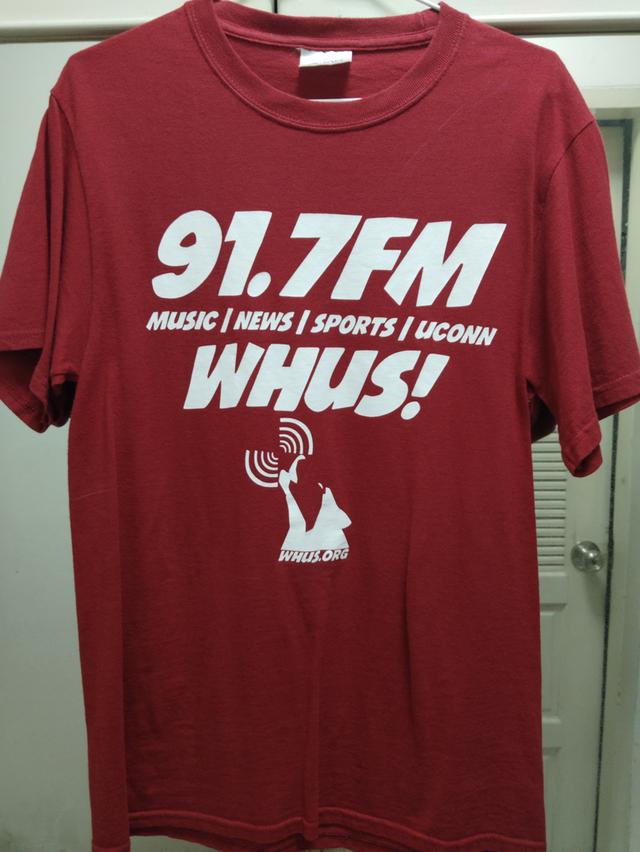 91.7FM
MUSIC | NEWS | SPORTS | UCONN
WHUS!
WHUS.ORG